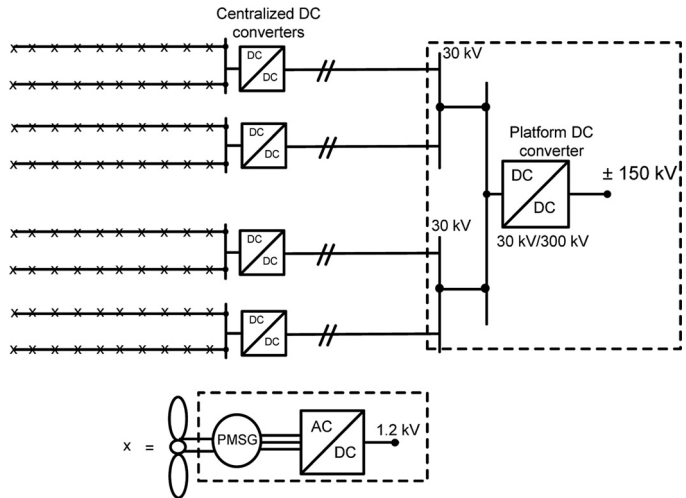 Centralized DC
converters
DC
DC
30 kV
DC
DC
Platform DC
converter
DC
DC
± 150 kV
30 kV/300 kV
30 kV
DC
DC
DC
DC
x =
PMSG
AC
DC
1.2 kV